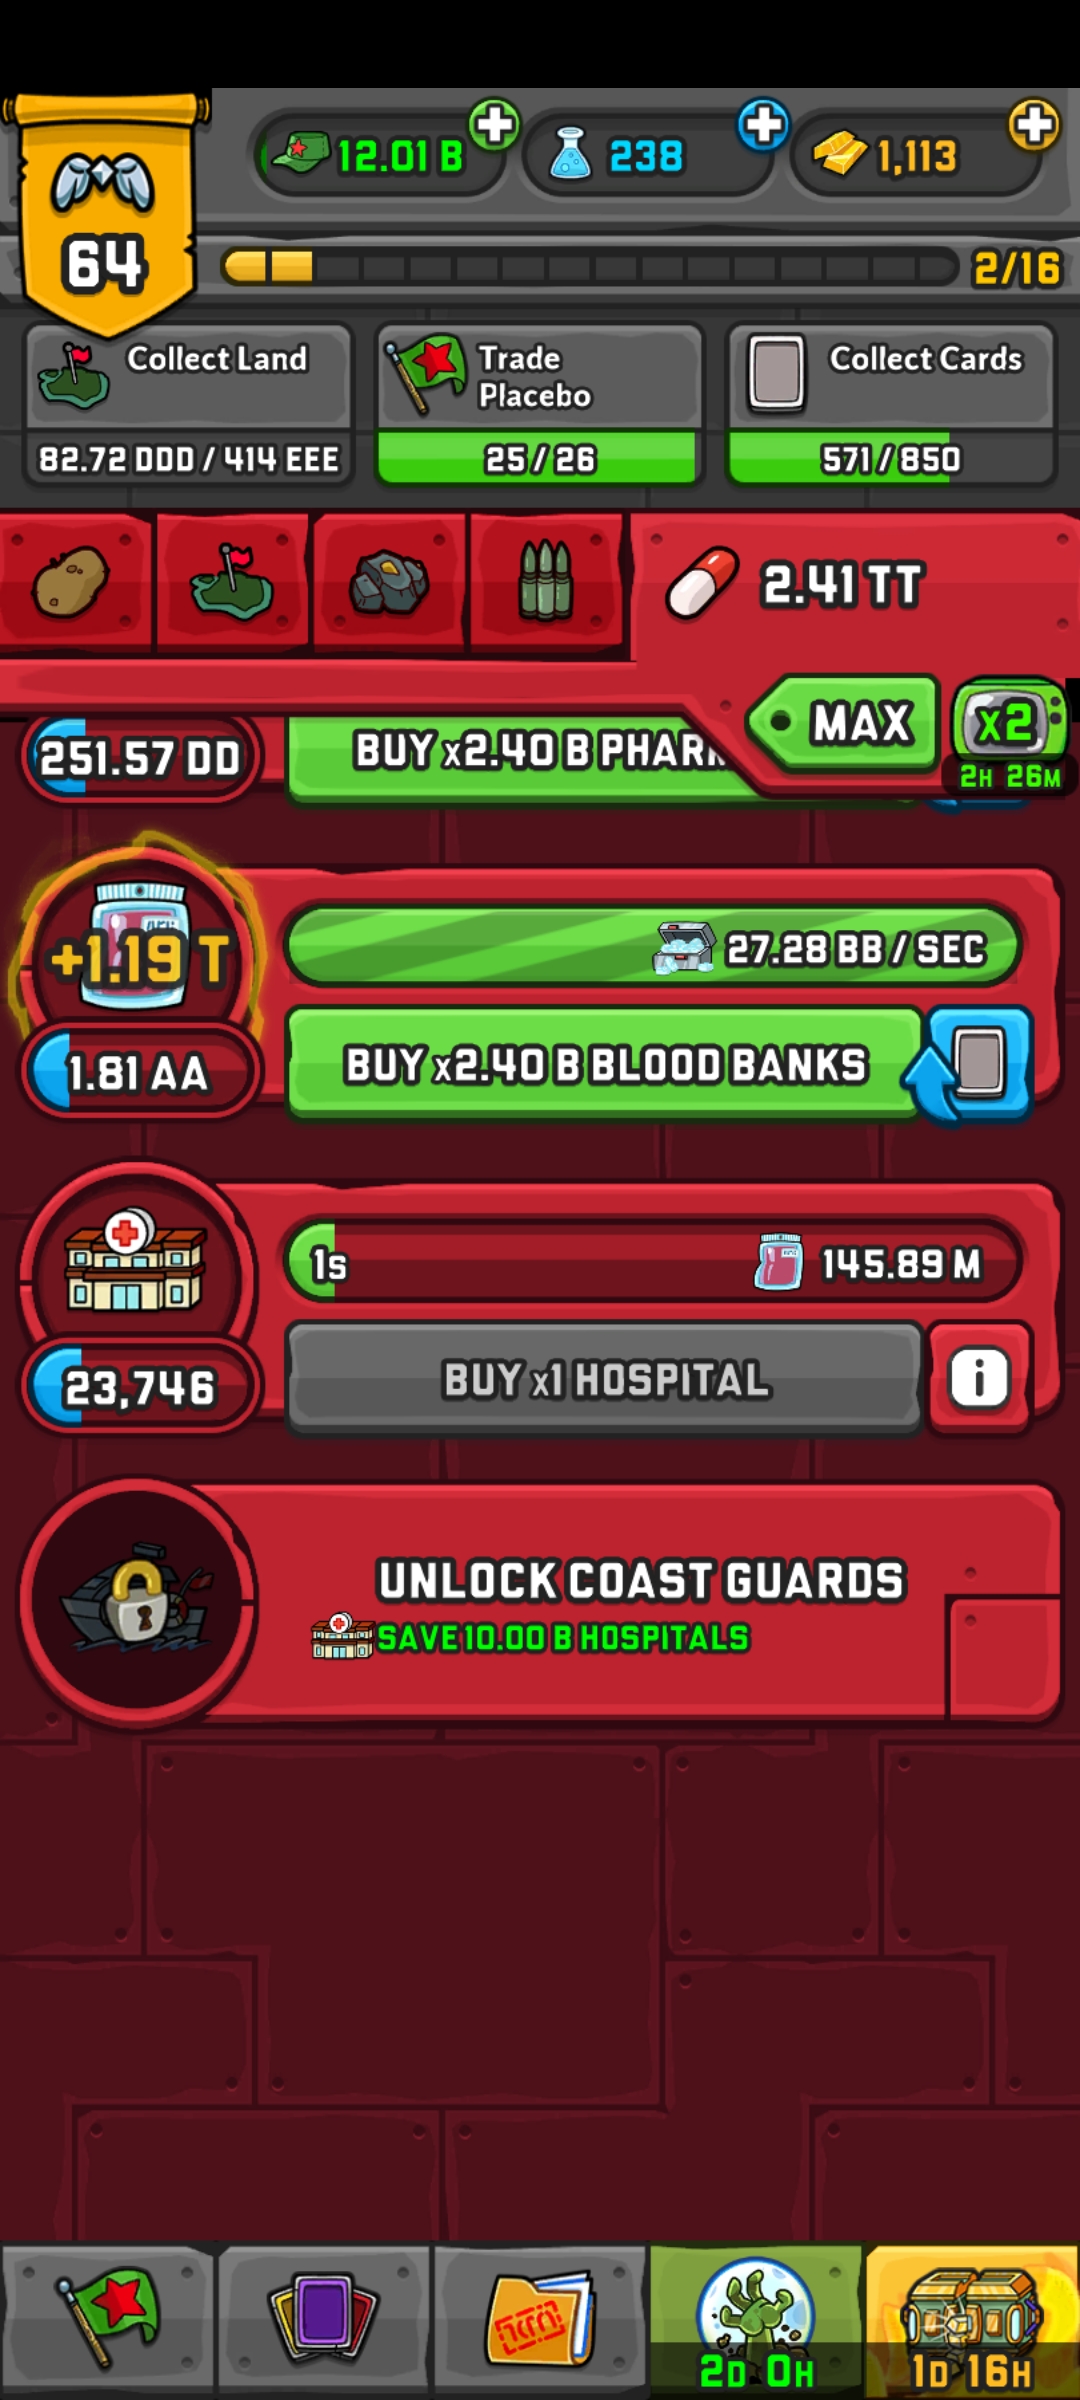 12.01 B
238
1,113
64
2/16
Collect Land
82.72 DDD / 414 EEE
Trade
Placebo
25 / 26
Collect Cards
571 / 850
2.41 TT
MAX
x2
2H 26M
251.57 DD
BUY x2.40 B
+1.19 T
27.28 BB / SEC
1.81 AA
BUY x2.40 B BLOOD BANKS
1s
145.89 M
23,746
BUY x1 HOSPITAL
i
UNLOCK COAST GUARDS
SAVE 10.00 B HOSPITALS
2D 0H
1D 16H